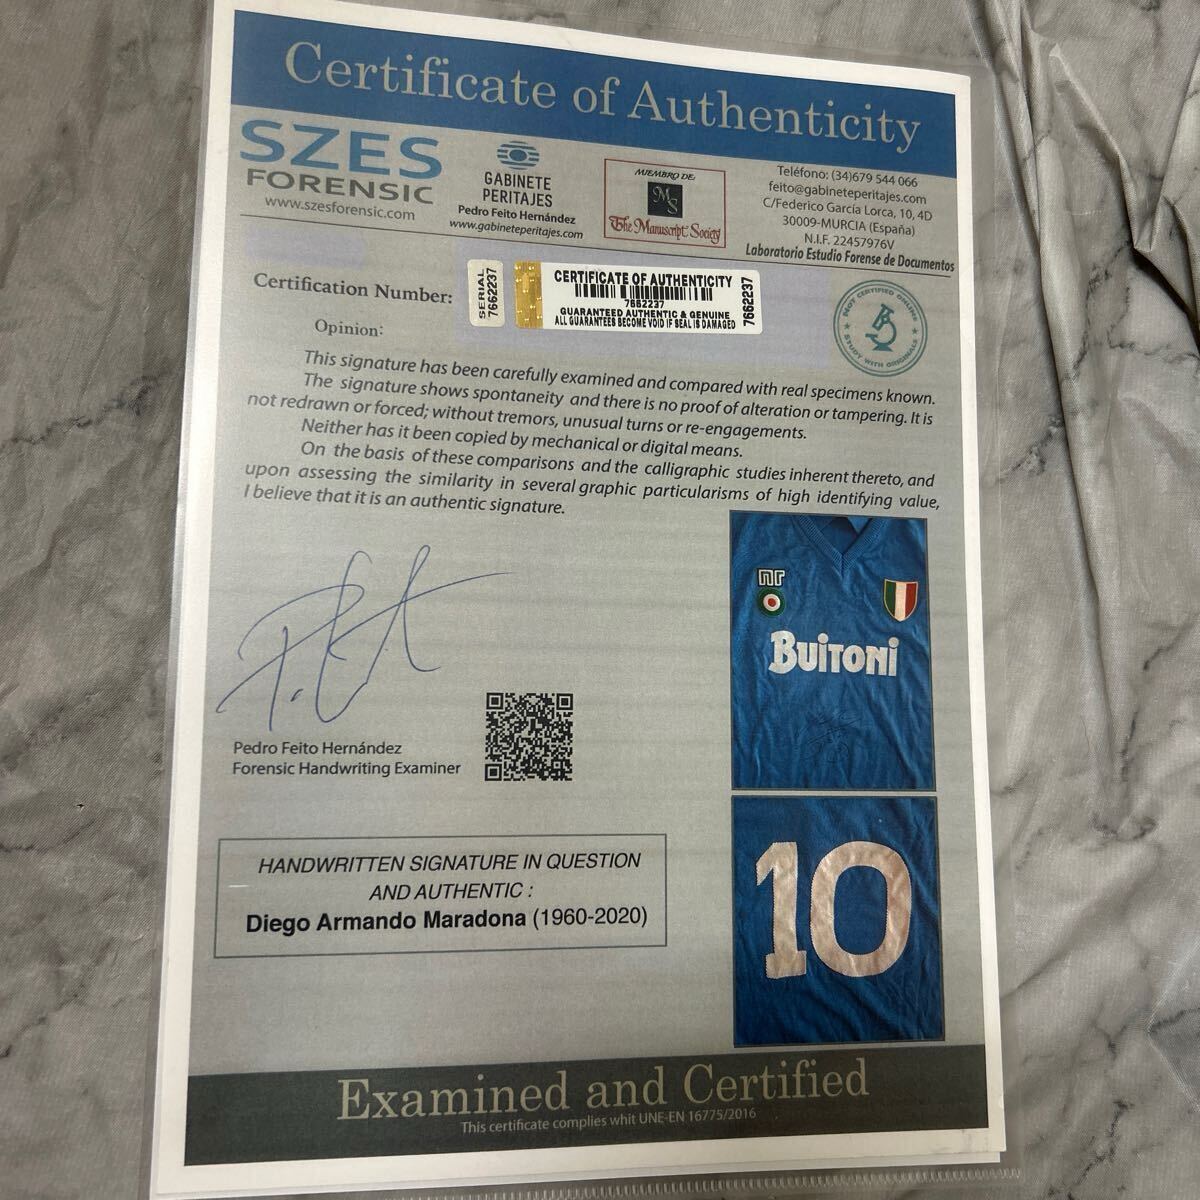 Certificate of Authenticity
SZES
FORENSIC
www.szesforensic.com
GABINETE
PERITAJES
Pedro Feito Hernández
www.gabineteperitajes.com
MIEMBRO DE:
MS
The Manuscript Society
Teléfono: (34)679 544 066
feito@gabineteperitajes.com
C/Federico García Lorca, 10, 4D
30009-MURCIA (España)
N.I.F. 22457976V
Laboratorio Estudio Forense de Documentos
Certification Number:
SERIAL
7662237
CERTIFICATE OF AUTHENTICITY
7662237
GUARANTEED AUTHENTIC & GENUINE
ALL GUARANTEES BECOME VOID IF SEAL IS DAMAGED
7662237
NOT CERTIFIED ONLINE
STUDY WITH ORIGINALS
Opinion:
This signature has been carefully examined and compared with real specimens known.
The signature shows spontaneity and there is no proof of alteration or tampering. It is
not redrawn or forced; without tremors, unusual turns or re-engagements.
Neither has it been copied by mechanical or digital means.
On the basis of these comparisons and the calligraphic studies inherent thereto, and
upon assessing the similarity in several graphic particularisms of high identifying value,
I believe that it is an authentic signature.
Pedro Feito Hernández
Forensic Handwriting Examiner
nr
Buitoni
10
HANDWRITTEN SIGNATURE IN QUESTION
AND AUTHENTIC :
Diego Armando Maradona (1960-2020)
Examined and Certified
This certificate complies whit UNE-EN 16775/2016